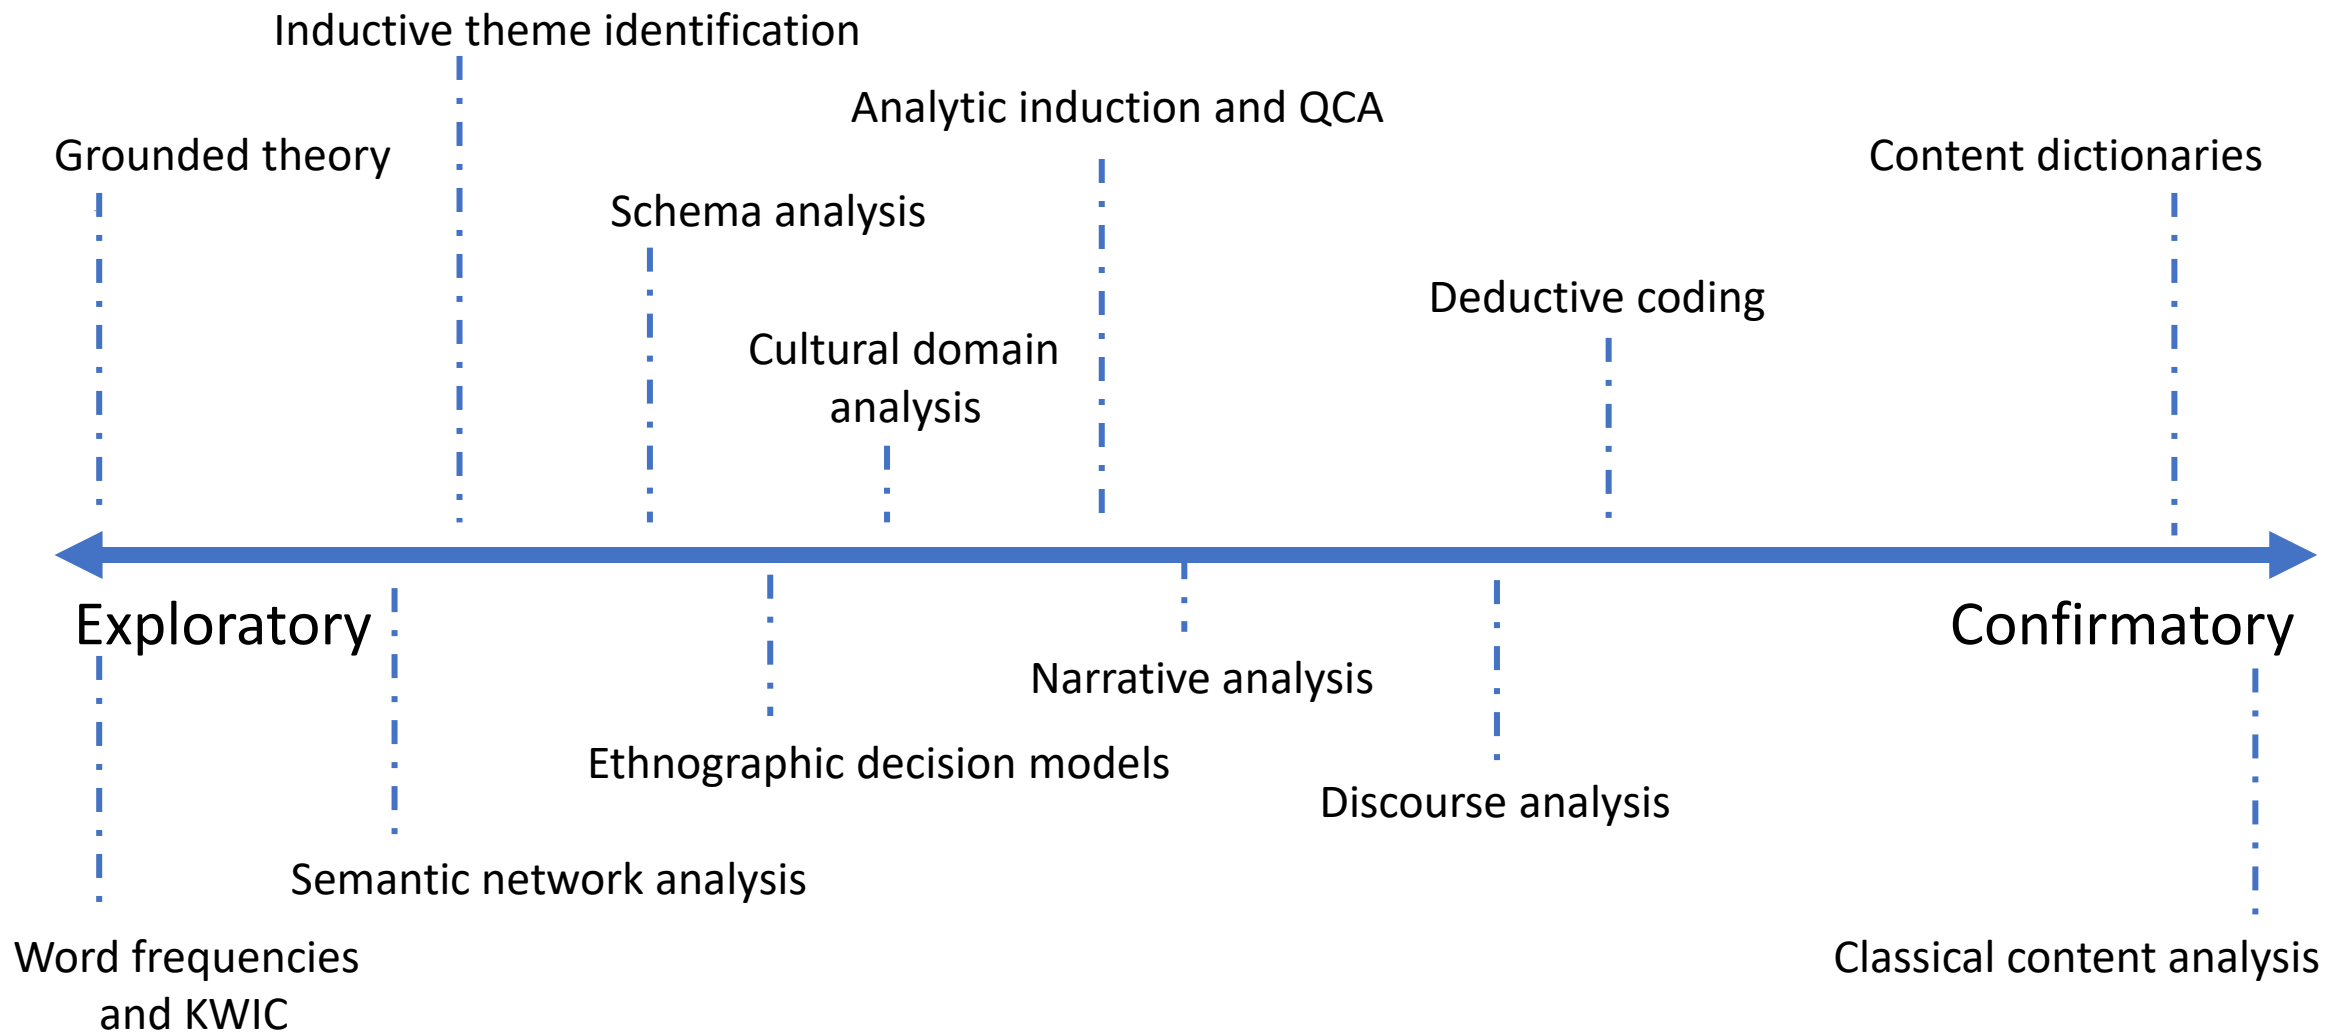 Inductive theme identification
Analytic induction and QCA
Grounded theory
Content dictionaries
Schema analysis
Deductive coding
Cultural domain
analysis
Exploratory
Confirmatory
Narrative analysis
Ethnographic decision models
Discourse analysis
Semantic network analysis
Word frequencies
and KWIC
Classical content analysis